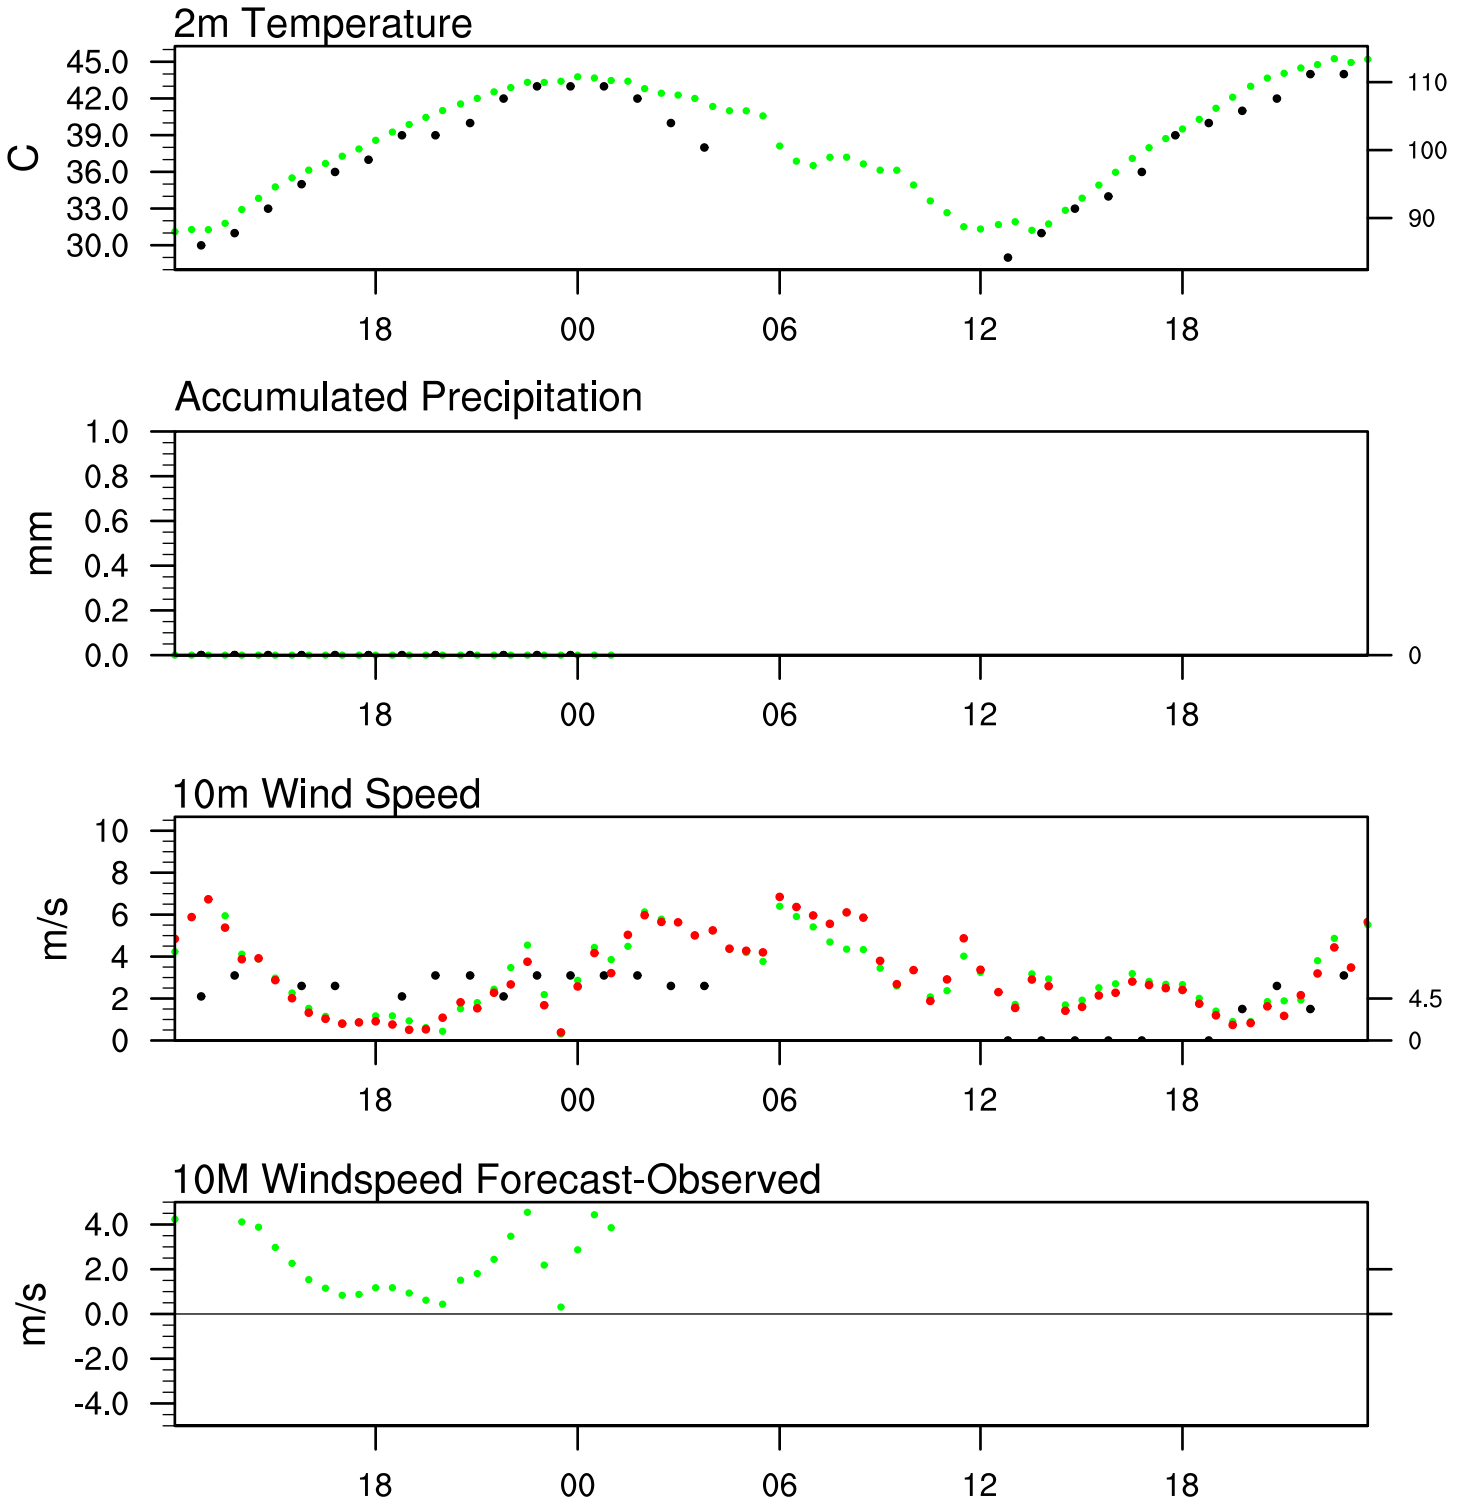 2m Temperature
45.0
42.0
39.0
36.0
33.0
30.0
C
110
100
90
18 00 06 12 18
Accumulated Precipitation
1.0
0.8
0.6
0.4
0.2
0.0
mm
0
18 00 06 12 18
10m Wind Speed
10
8
6
4
2
0
m/s
4.5
0
18 00 06 12 18
10M Windspeed Forecast-Observed
4.0
2.0
0.0
-2.0
-4.0
m/s
18 00 06 12 18